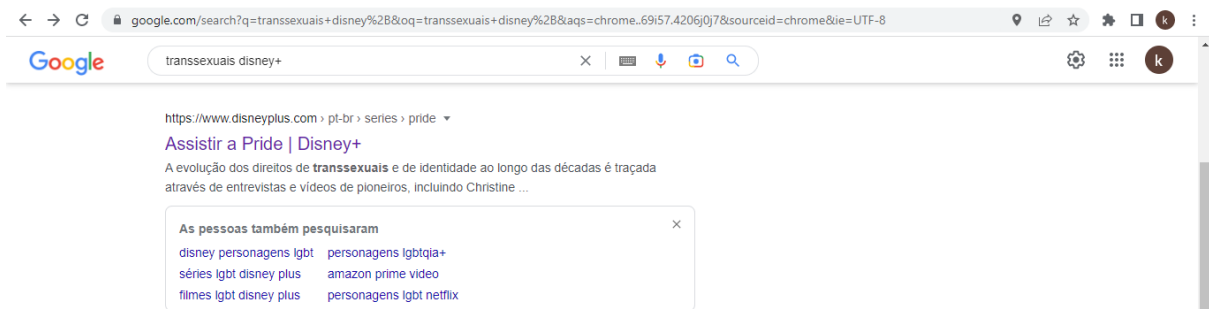 google.com/search?q=transsexuais+disney%2B&oq=transsexuais+disney%2B&aqs=chrome..69i57.4206j0j7&sourceid=chrome&ie=UTF-8
k
Google
transsexuais disney+
k
https://www.disneyplus.com › pt-br › series › pride
Assistir a Pride | Disney+
A evolução dos direitos de transsexuais e de identidade ao longo das décadas é traçada
através de entrevistas e vídeos de pioneiros, incluindo Christine ...
As pessoas também pesquisaram
disney personagens lgbt personagens lgbtqia+
séries lgbt disney plus amazon prime video
filmes lgbt disney plus personagens lgbt netflix